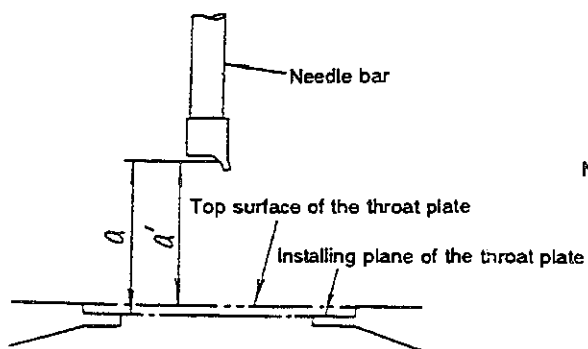 Needle bar
N
a
a'
Top surface of the throat plate
Installing plane of the throat plate